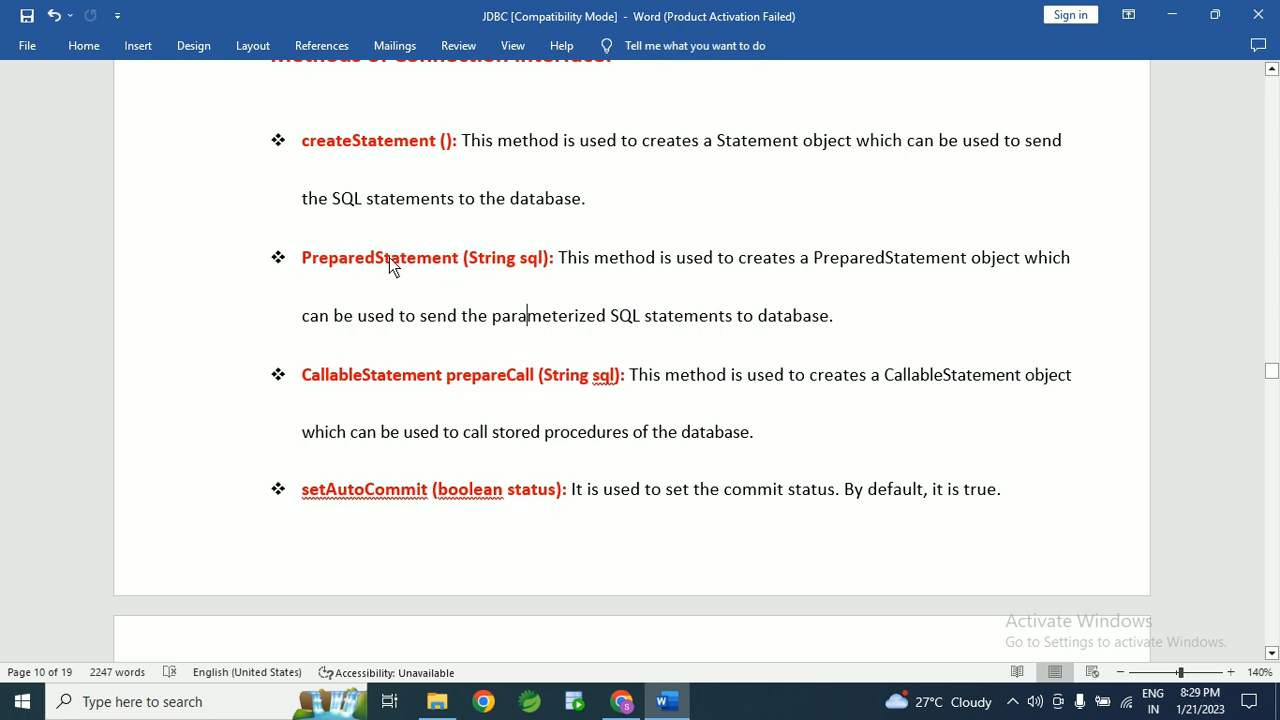 JDBC [Compatibility Mode] - Word (Product Activation Failed)
Sign in
File Home Insert Design Layout References Mailings Review View Help Tell me what you want to do
Methods of Connection Interface:
❖ createStatement (): This method is used to creates a Statement object which can be used to send
the SQL statements to the database.
❖ PreparedStatement (String sql): This method is used to creates a PreparedStatement object which
can be used to send the parameterized SQL statements to database.
❖ CallableStatement prepareCall (String sql): This method is used to creates a CallableStatement object
which can be used to call stored procedures of the database.
❖ setAutoCommit (boolean status): It is used to set the commit status. By default, it is true.
Activate Windows
Go to Settings to activate Windows.
Page 10 of 19 2247 words English (United States) Accessibility: Unavailable 140%
Type here to search
27°C Cloudy
ENG
IN
8:29 PM
1/21/2023